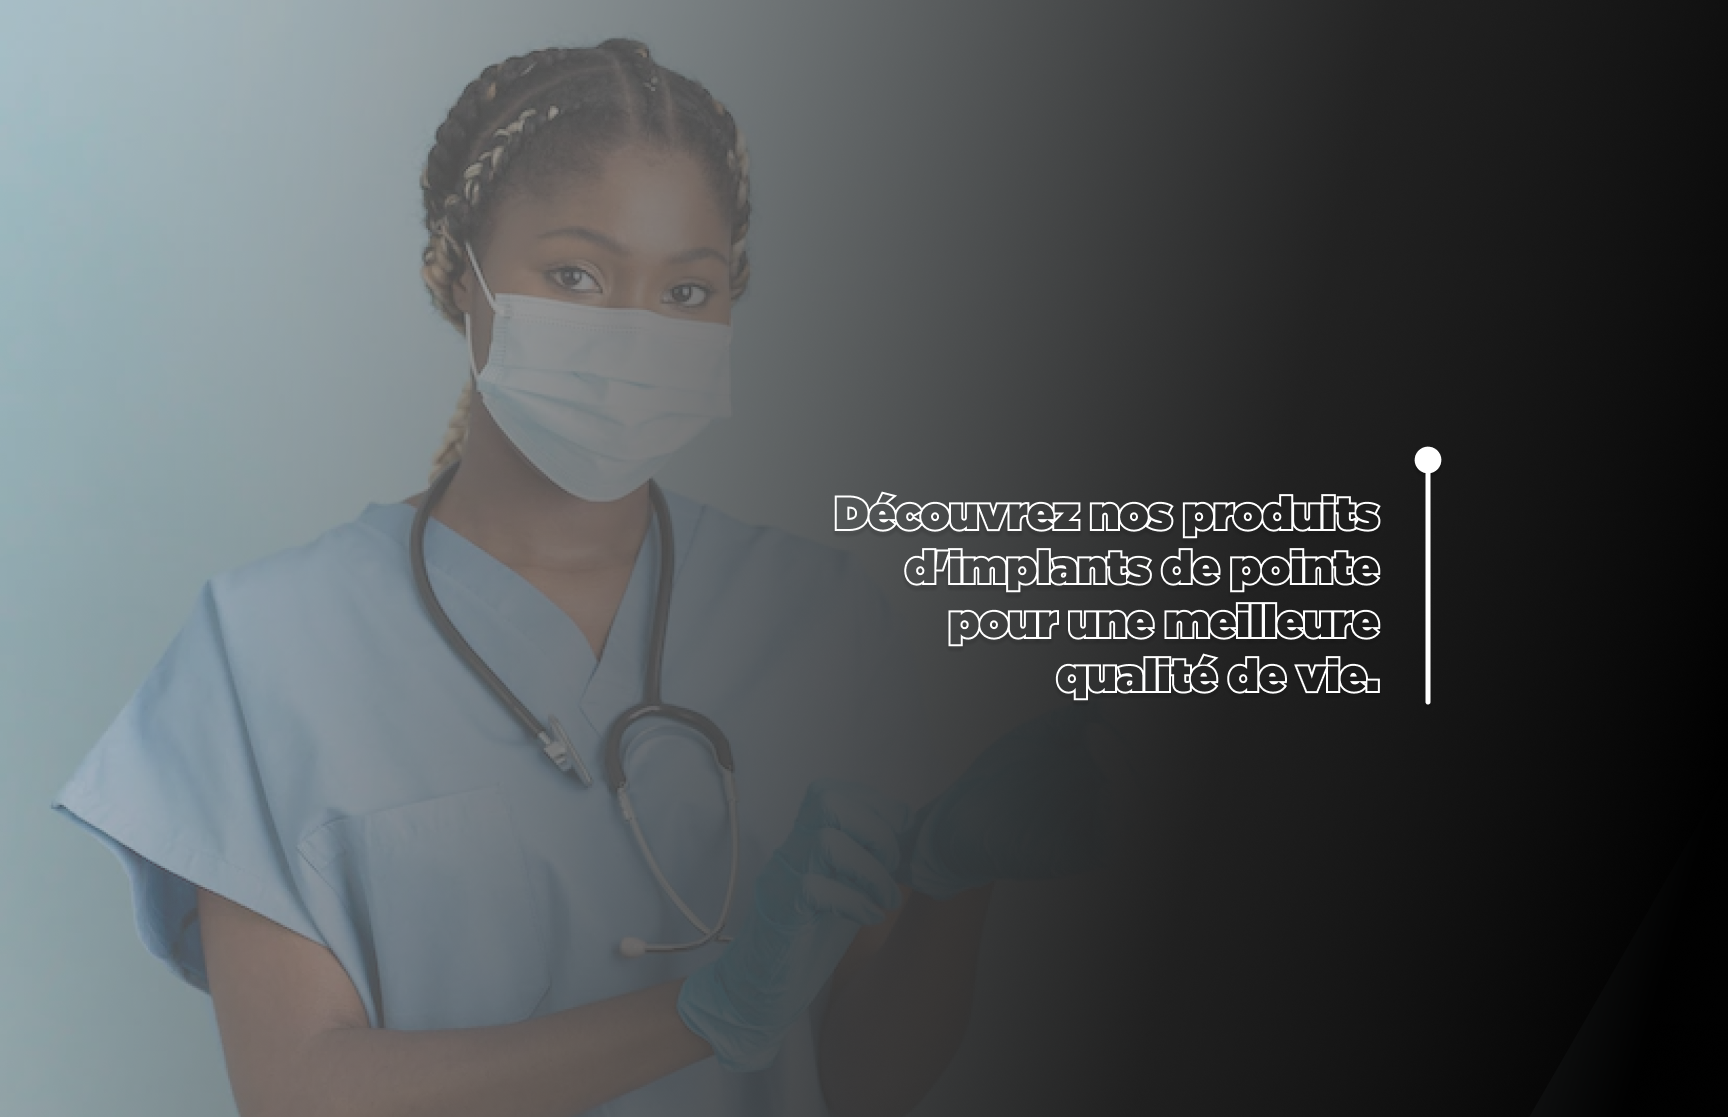 Découvrez nos produits
d'implants de pointe
pour une meilleure
qualité de vie.